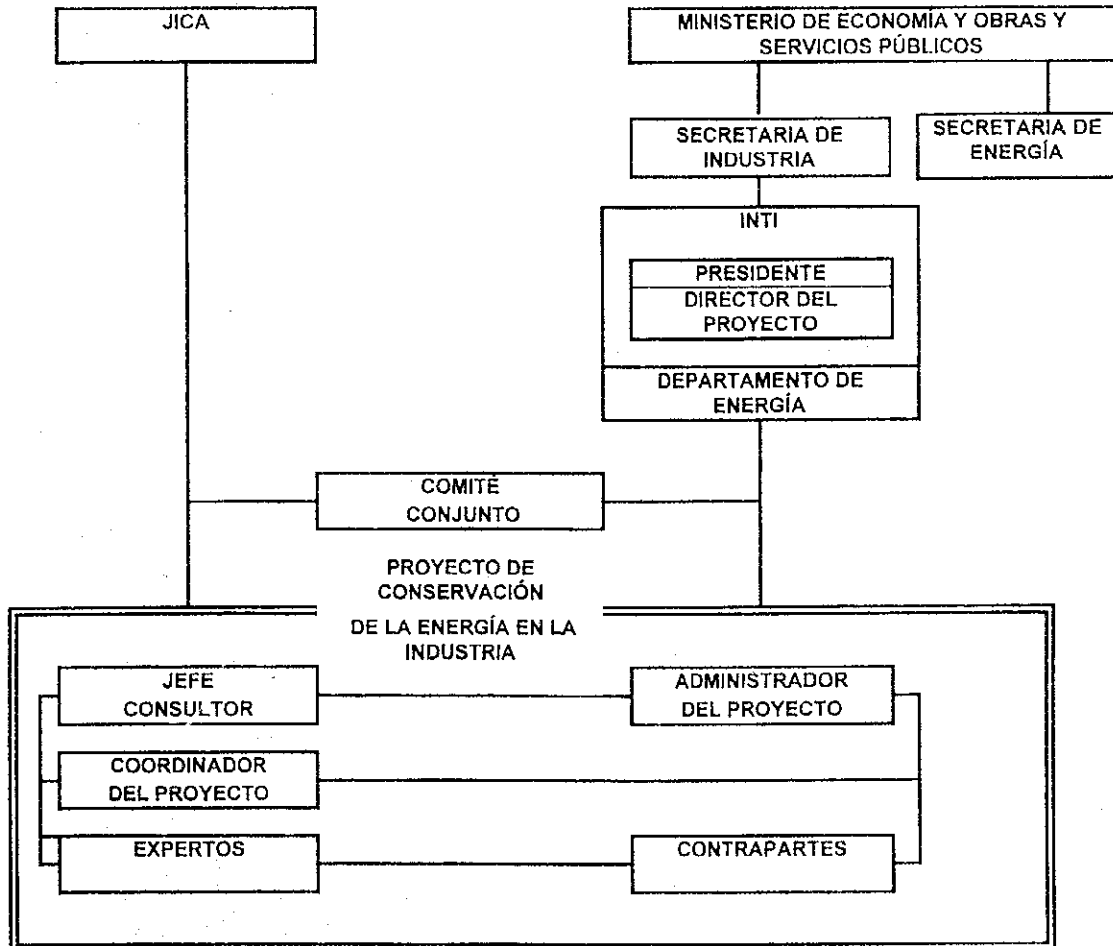 JICA
MINISTERIO DE ECONOMÍA Y OBRAS Y
SERVICIOS PÚBLICOS
SECRETARIA DE
INDUSTRIA
SECRETARIA DE
ENERGÍA
INTI
PRESIDENTE
DIRECTOR DEL
PROYECTO
DEPARTAMENTO DE
ENERGÍA
COMITÉ
CONJUNTO
PROYECTO DE
CONSERVACIÓN
DE LA ENERGÍA EN LA
INDUSTRIA
JEFE
CONSULTOR
ADMINISTRADOR
DEL PROYECTO
COORDINADOR
DEL PROYECTO
EXPERTOS
CONTRAPARTES